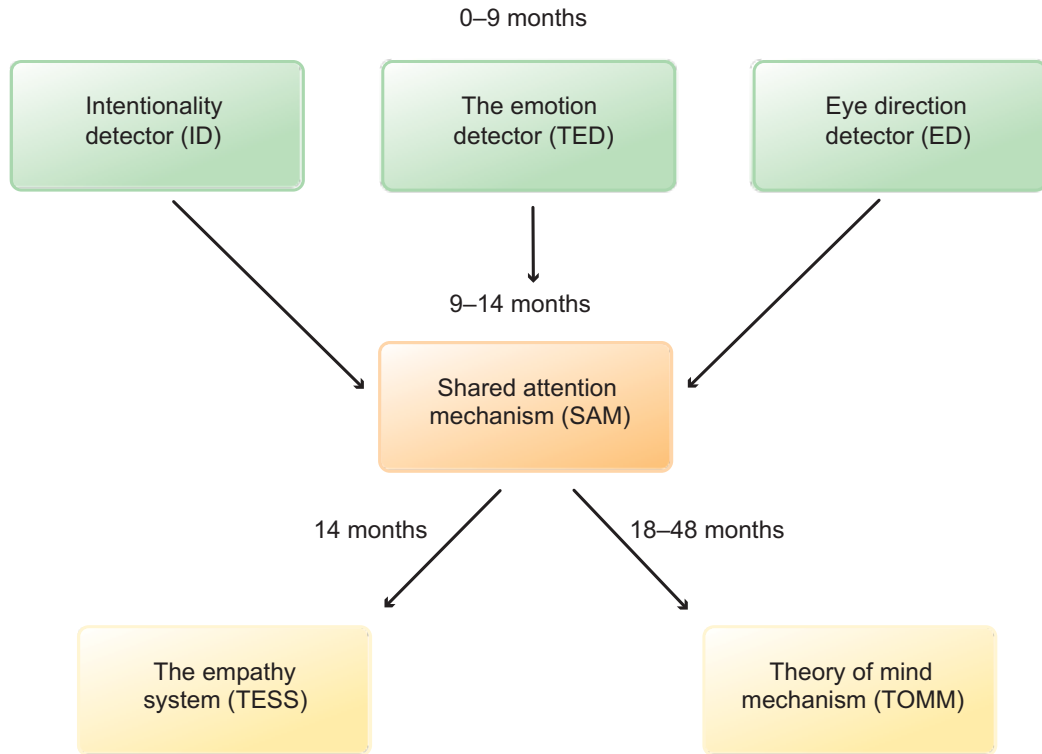 0–9 months
Intentionality
detector (ID)
The emotion
detector (TED)
Eye direction
detector (ED)
9–14 months
Shared attention
mechanism (SAM)
14 months
18–48 months
The empathy
system (TESS)
Theory of mind
mechanism (TOMM)